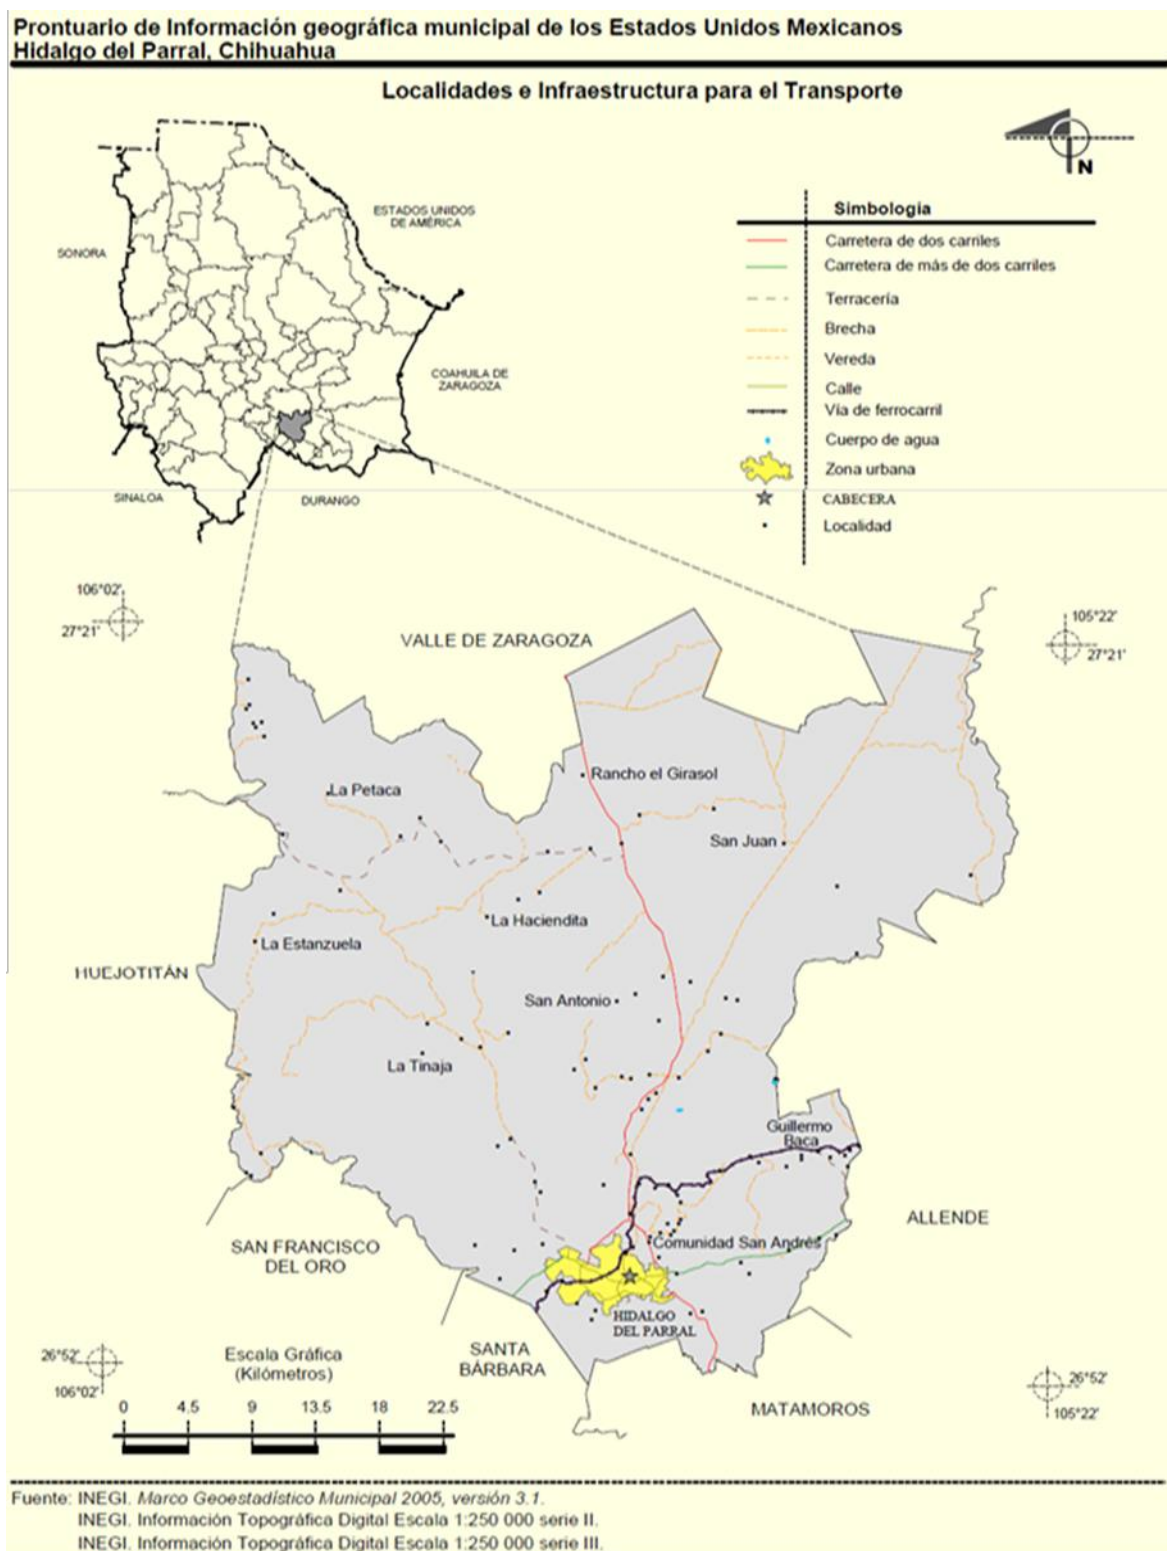 Prontuario de Información geográfica municipal de los Estados Unidos Mexicanos
Hidalgo del Parral, Chihuahua
Localidades e Infraestructura para el Transporte
N
ESTADOS UNIDOS
DE AMÉRICA
SONORA
COAHUILA DE
ZARAGOZA
SINALOA
DURANGO
Simbología
Carretera de dos carriles
Carretera de más de dos carriles
Terracería
Brecha
Vereda
Calle
Vía de ferrocarril
Cuerpo de agua
Zona urbana
CABECERA
Localidad
106°02'
27°21'
VALLE DE ZARAGOZA
105°22'
27°21'
Rancho el Girasol
La Petaca
San Juan
La Haciendita
La Estanzuela
HUEJOTITÁN
San Antonio
La Tinaja
Guillermo
Baca
ALLENDE
Comunidad San Andrés
SAN FRANCISCO
DEL ORO
HIDALGO
DEL PARRAL
SANTA
BÁRBARA
MATAMOROS
26°52'
106°02'
26°52'
105°22'
Escala Gráfica
(Kilómetros)
0 4.5 9 13.5 18 22.5
Fuente: INEGI. Marco Geoestadístico Municipal 2005, versión 3.1.
INEGI. Información Topográfica Digital Escala 1:250 000 serie II.
INEGI. Información Topográfica Digital Escala 1:250 000 serie III.